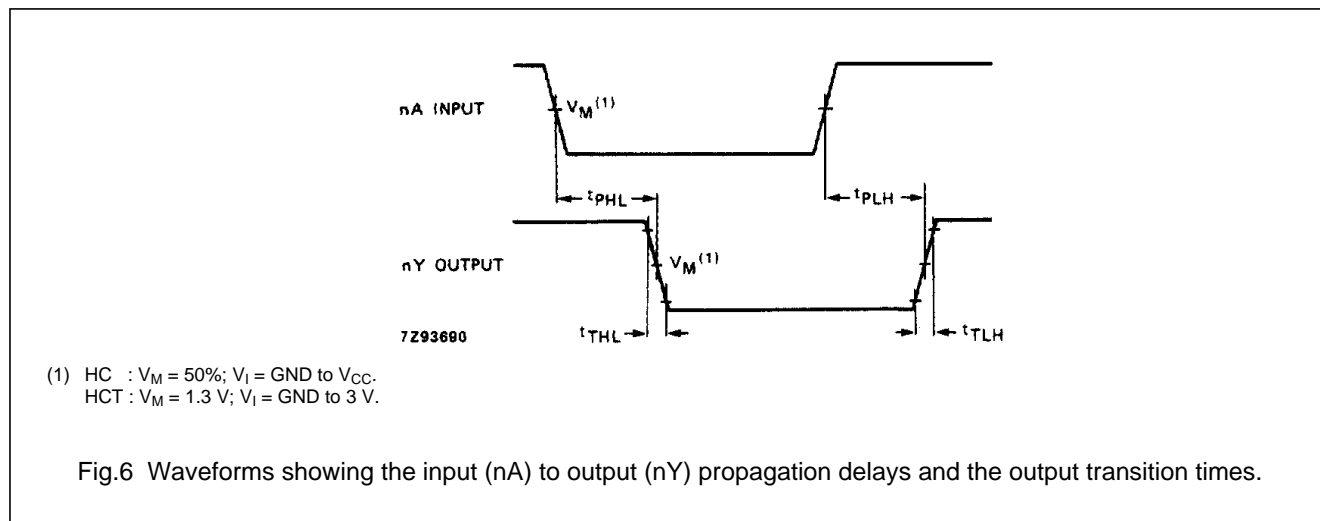 nA INPUT
V_M(1)
t_PHL
t_PLH
nY OUTPUT
V_M(1)
7Z93690
t_THL
t_TLH
(1) HC : V_M = 50%; V_I = GND to V_CC.
HCT : V_M = 1.3 V; V_I = GND to 3 V.
Fig.6 Waveforms showing the input (nA) to output (nY) propagation delays and the output transition times.